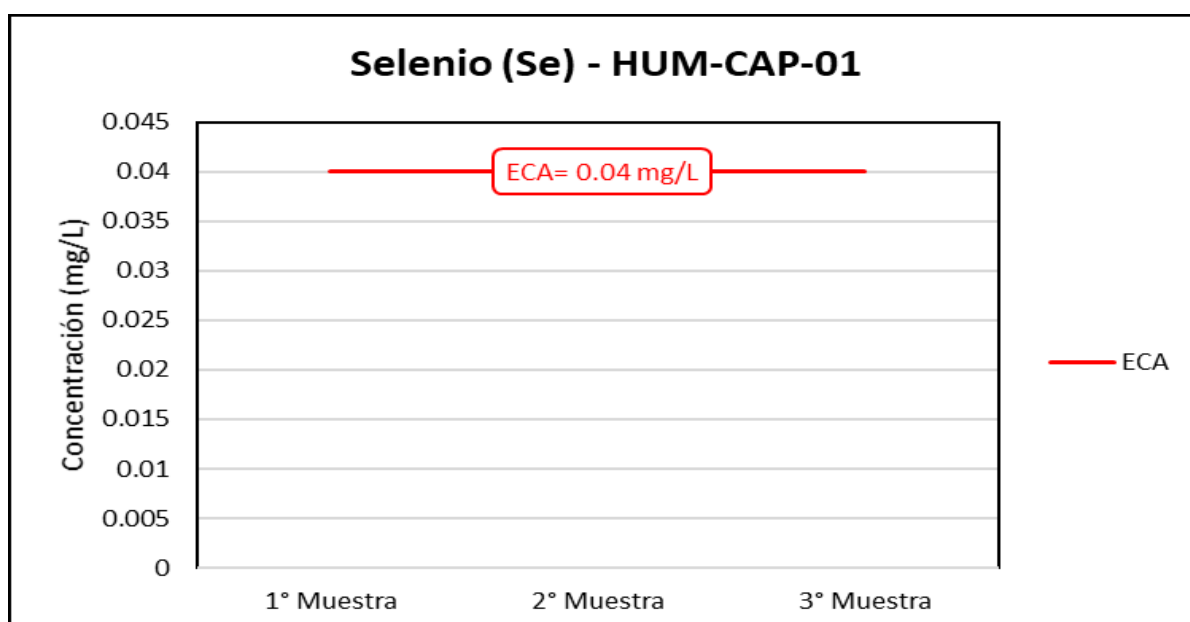 Selenio (Se) - HUM-CAP-01
0.045
0.04
0.035
0.03
0.025
0.02
0.015
0.01
0.005
0
Concentración (mg/L)
ECA= 0.04 mg/L
1° Muestra
2° Muestra
3° Muestra
ECA